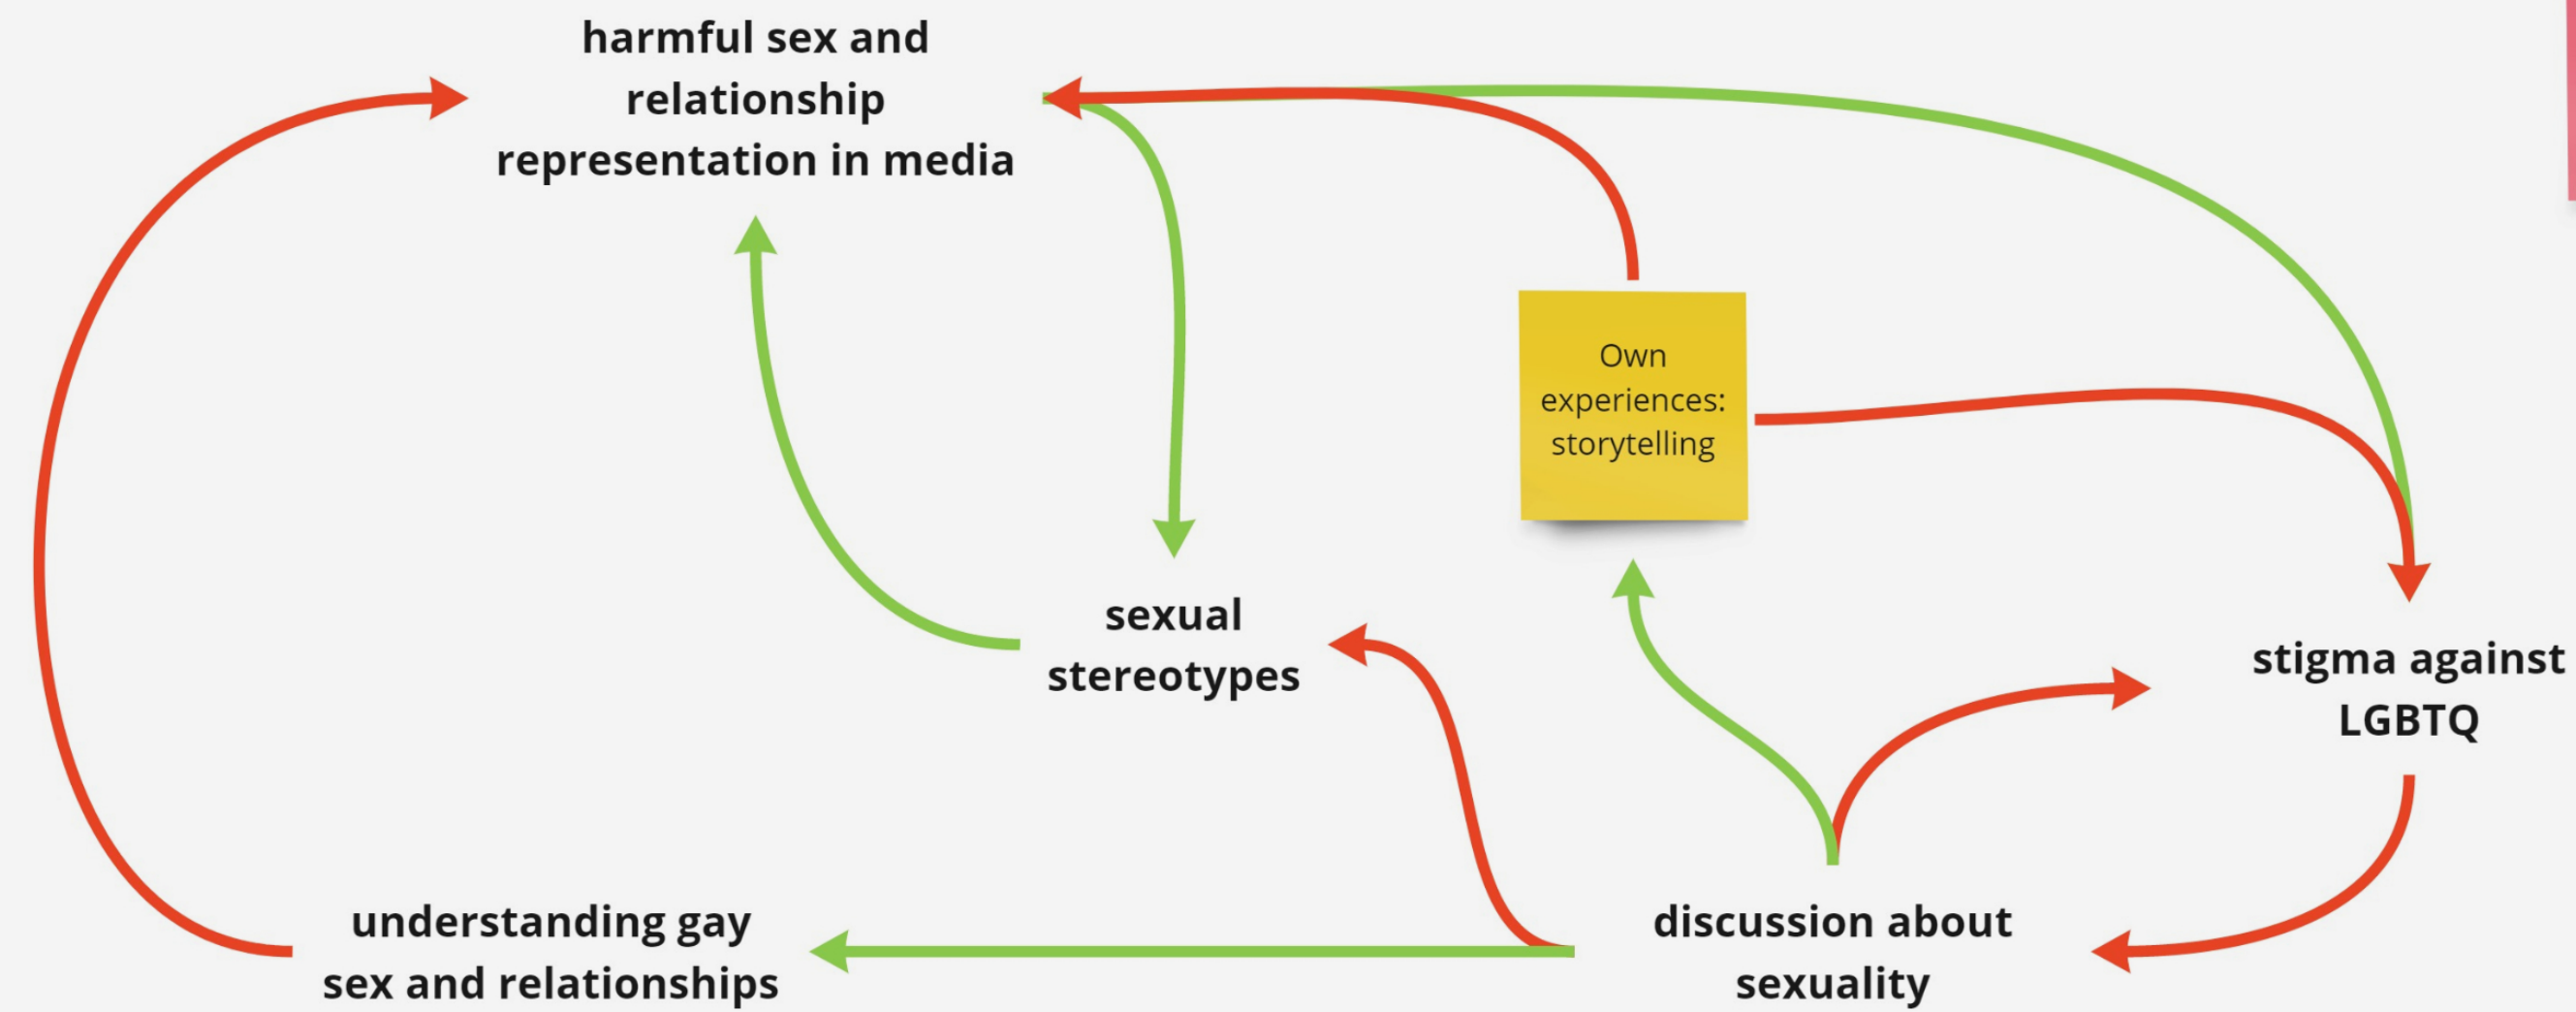 harmful sex and
relationship
representation in media
Own
experiences:
storytelling
sexual
stereotypes
stigma against
LGBTQ
understanding gay
sex and relationships
discussion about
sexuality